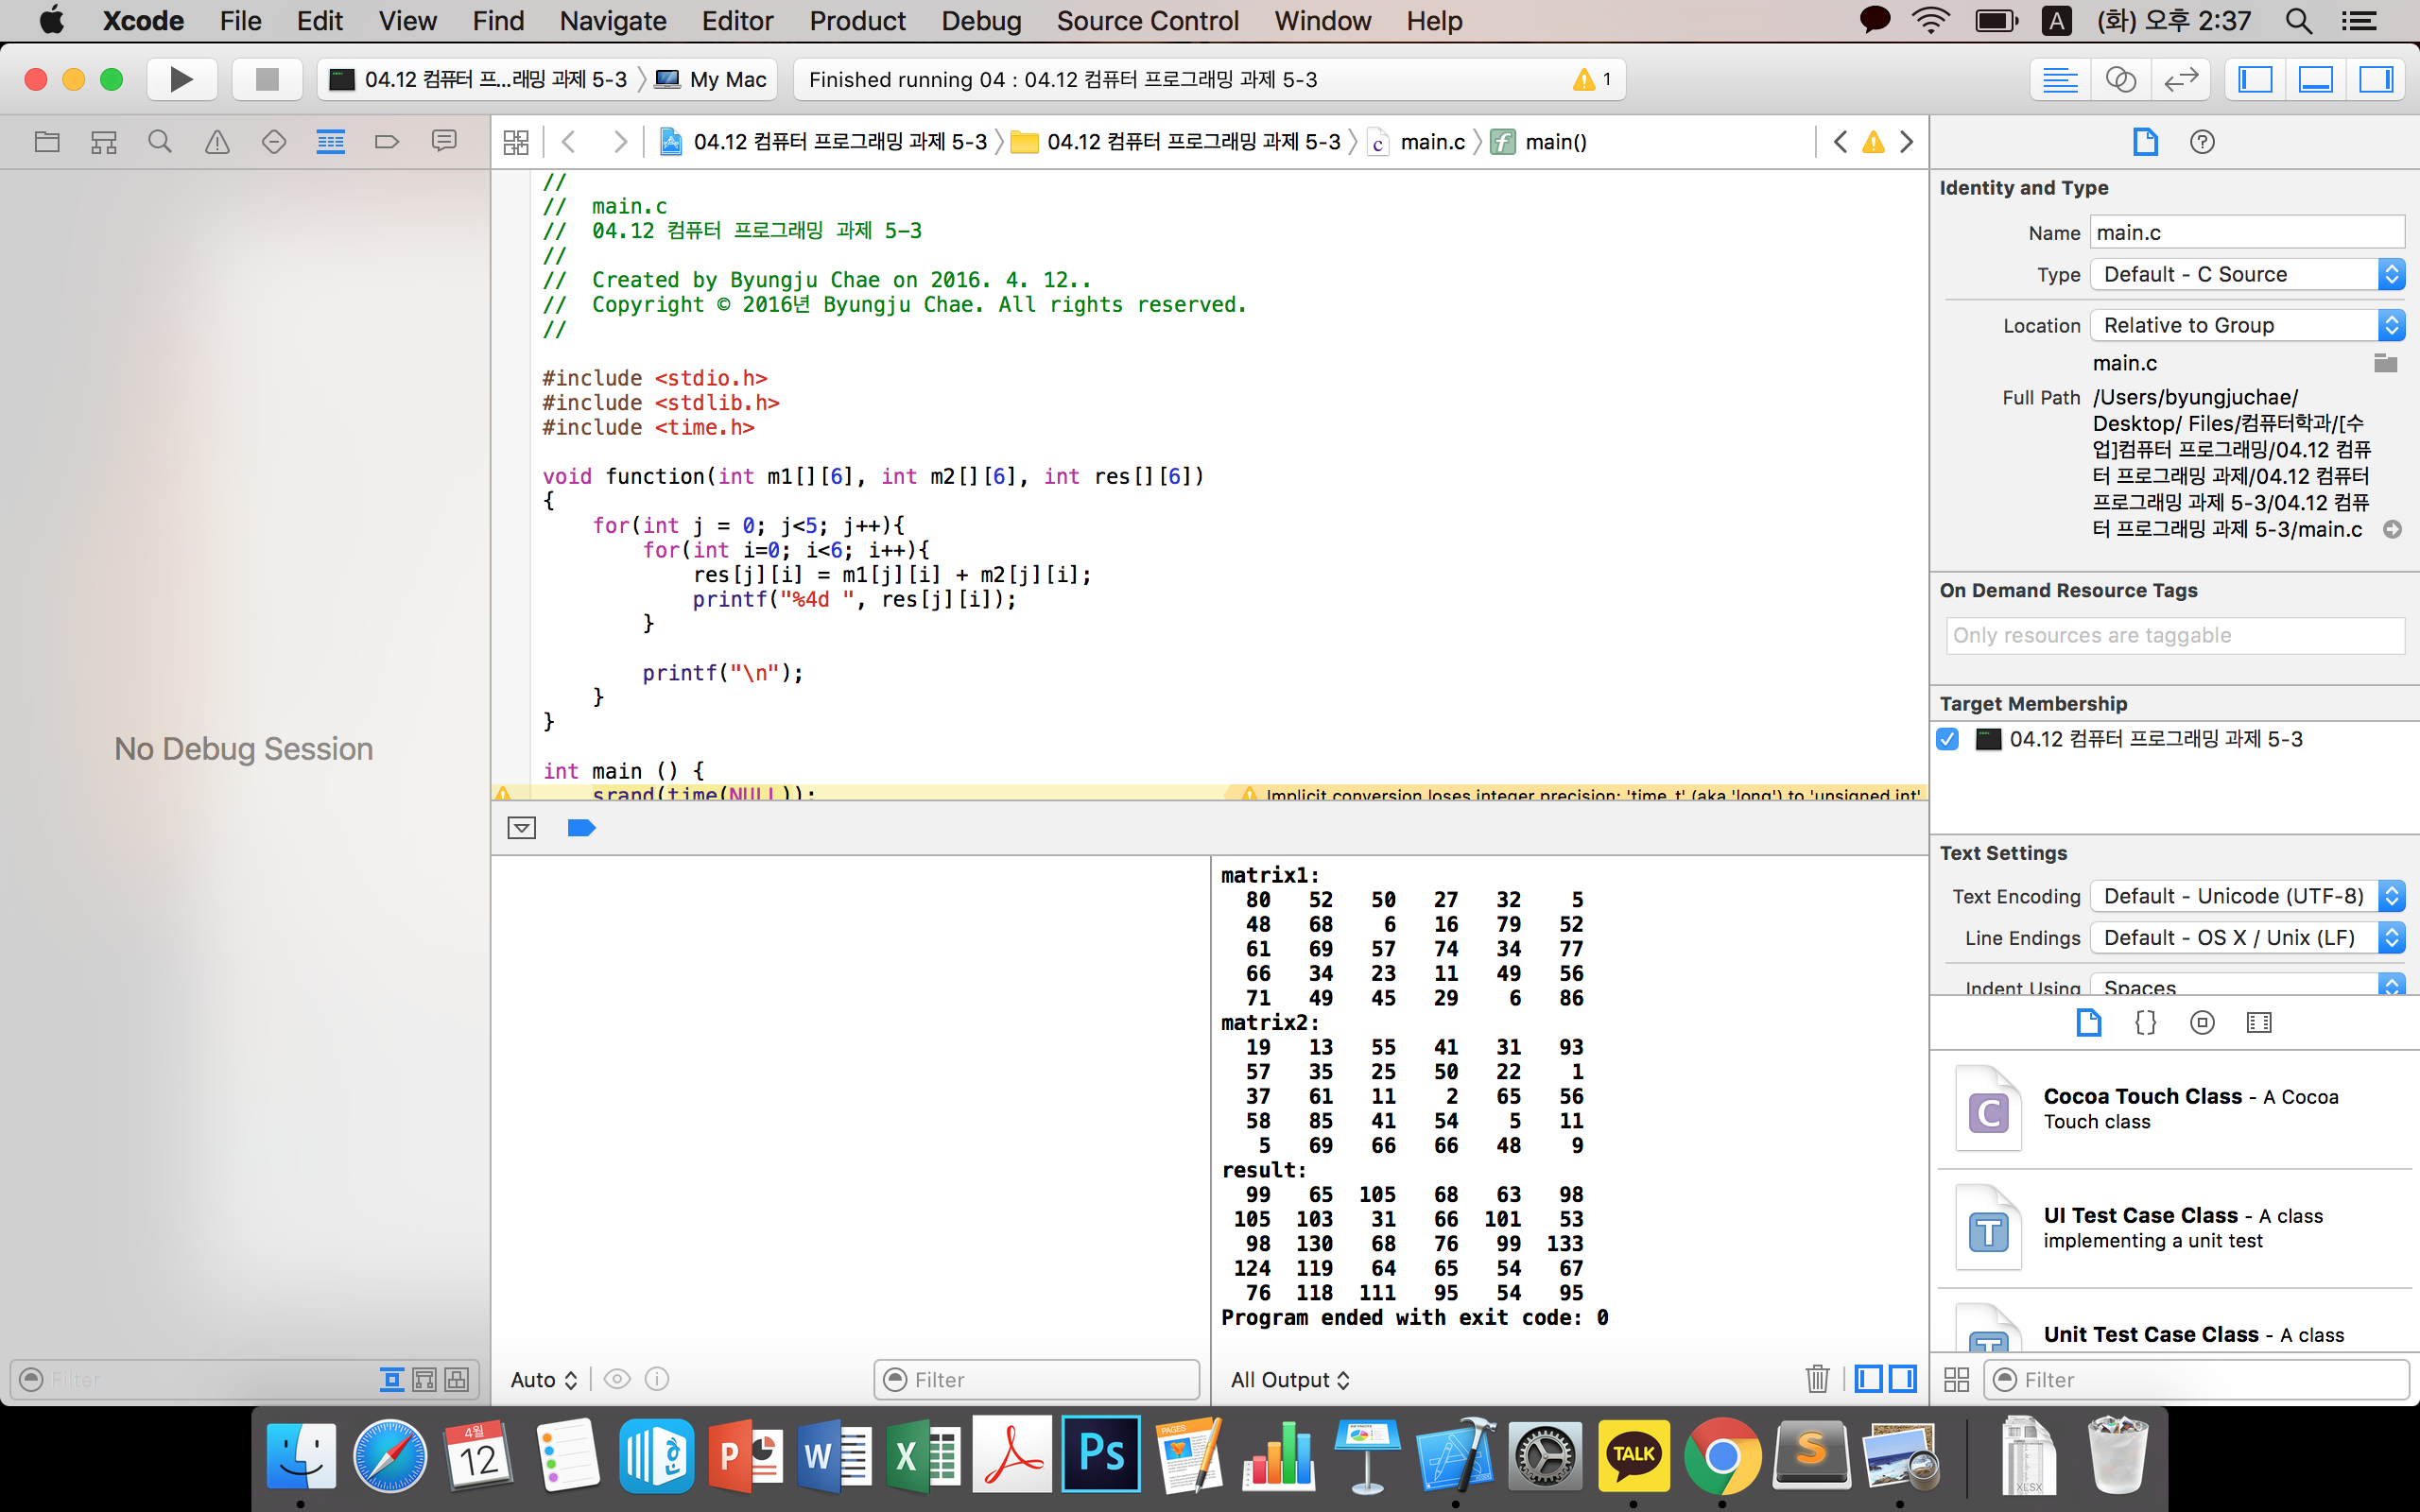 Xcode File Edit View Find Navigate Editor Product Debug Source Control Window Help A (화) 오후 2:37
04.12 컴퓨터 프...래밍 과제 5-3 My Mac Finished running 04 : 04.12 컴퓨터 프로그래밍 과제 5-3 1
04.12 컴퓨터 프로그래밍 과제 5-3 04.12 컴퓨터 프로그래밍 과제 5-3 main.c main()
No Debug Session
Filter
//
// main.c
// 04.12 컴퓨터 프로그래밍 과제 5-3
//
// Created by Byungju Chae on 2016. 4. 12..
// Copyright © 2016년 Byungju Chae. All rights reserved.
//
#include <stdio.h>
#include <stdlib.h>
#include <time.h>
void function(int m1[][6], int m2[][6], int res[][6])
{
for(int j = 0; j<5; j++){
for(int i=0; i<6; i++){
res[j][i] = m1[j][i] + m2[j][i];
printf("%4d ", res[j][i]);
}
printf("\n");
}
}
int main () {
srand(time(NULL)); Implicit conversion loses integer precision: 'time_t' (aka 'long') to 'unsigned int'
Auto Filter
matrix1:
80 52 50 27 32 5
48 68 6 16 79 52
61 69 57 74 34 77
66 34 23 11 49 56
71 49 45 29 6 86
matrix2:
19 13 55 41 31 93
57 35 25 50 22 1
37 61 11 2 65 56
58 85 41 54 5 11
5 69 66 66 48 9
result:
99 65 105 68 63 98
105 103 31 66 101 53
98 130 68 76 99 133
124 119 64 65 54 67
76 118 111 95 54 95
Program ended with exit code: 0
All Output
Identity and Type
Name main.c
Type Default - C Source
Location Relative to Group
main.c
Full Path /Users/byungjuchae/
Desktop/ Files/컴퓨터학과/[수
업]컴퓨터 프로그래밍/04.12 컴퓨
터 프로그래밍 과제/04.12 컴퓨터
프로그래밍 과제 5-3/04.12 컴퓨
터 프로그래밍 과제 5-3/main.c
On Demand Resource Tags
Only resources are taggable
Target Membership
04.12 컴퓨터 프로그래밍 과제 5-3
Text Settings
Text Encoding Default - Unicode (UTF-8)
Line Endings Default - OS X / Unix (LF)
Indent Using Spaces
Cocoa Touch Class - A Cocoa
Touch class
UI Test Case Class - A class
implementing a unit test
Unit Test Case Class - A class
Filter
4월
12
P
W
X
Ps
PAGES
KEYNOTE
TALK
S
XLSX